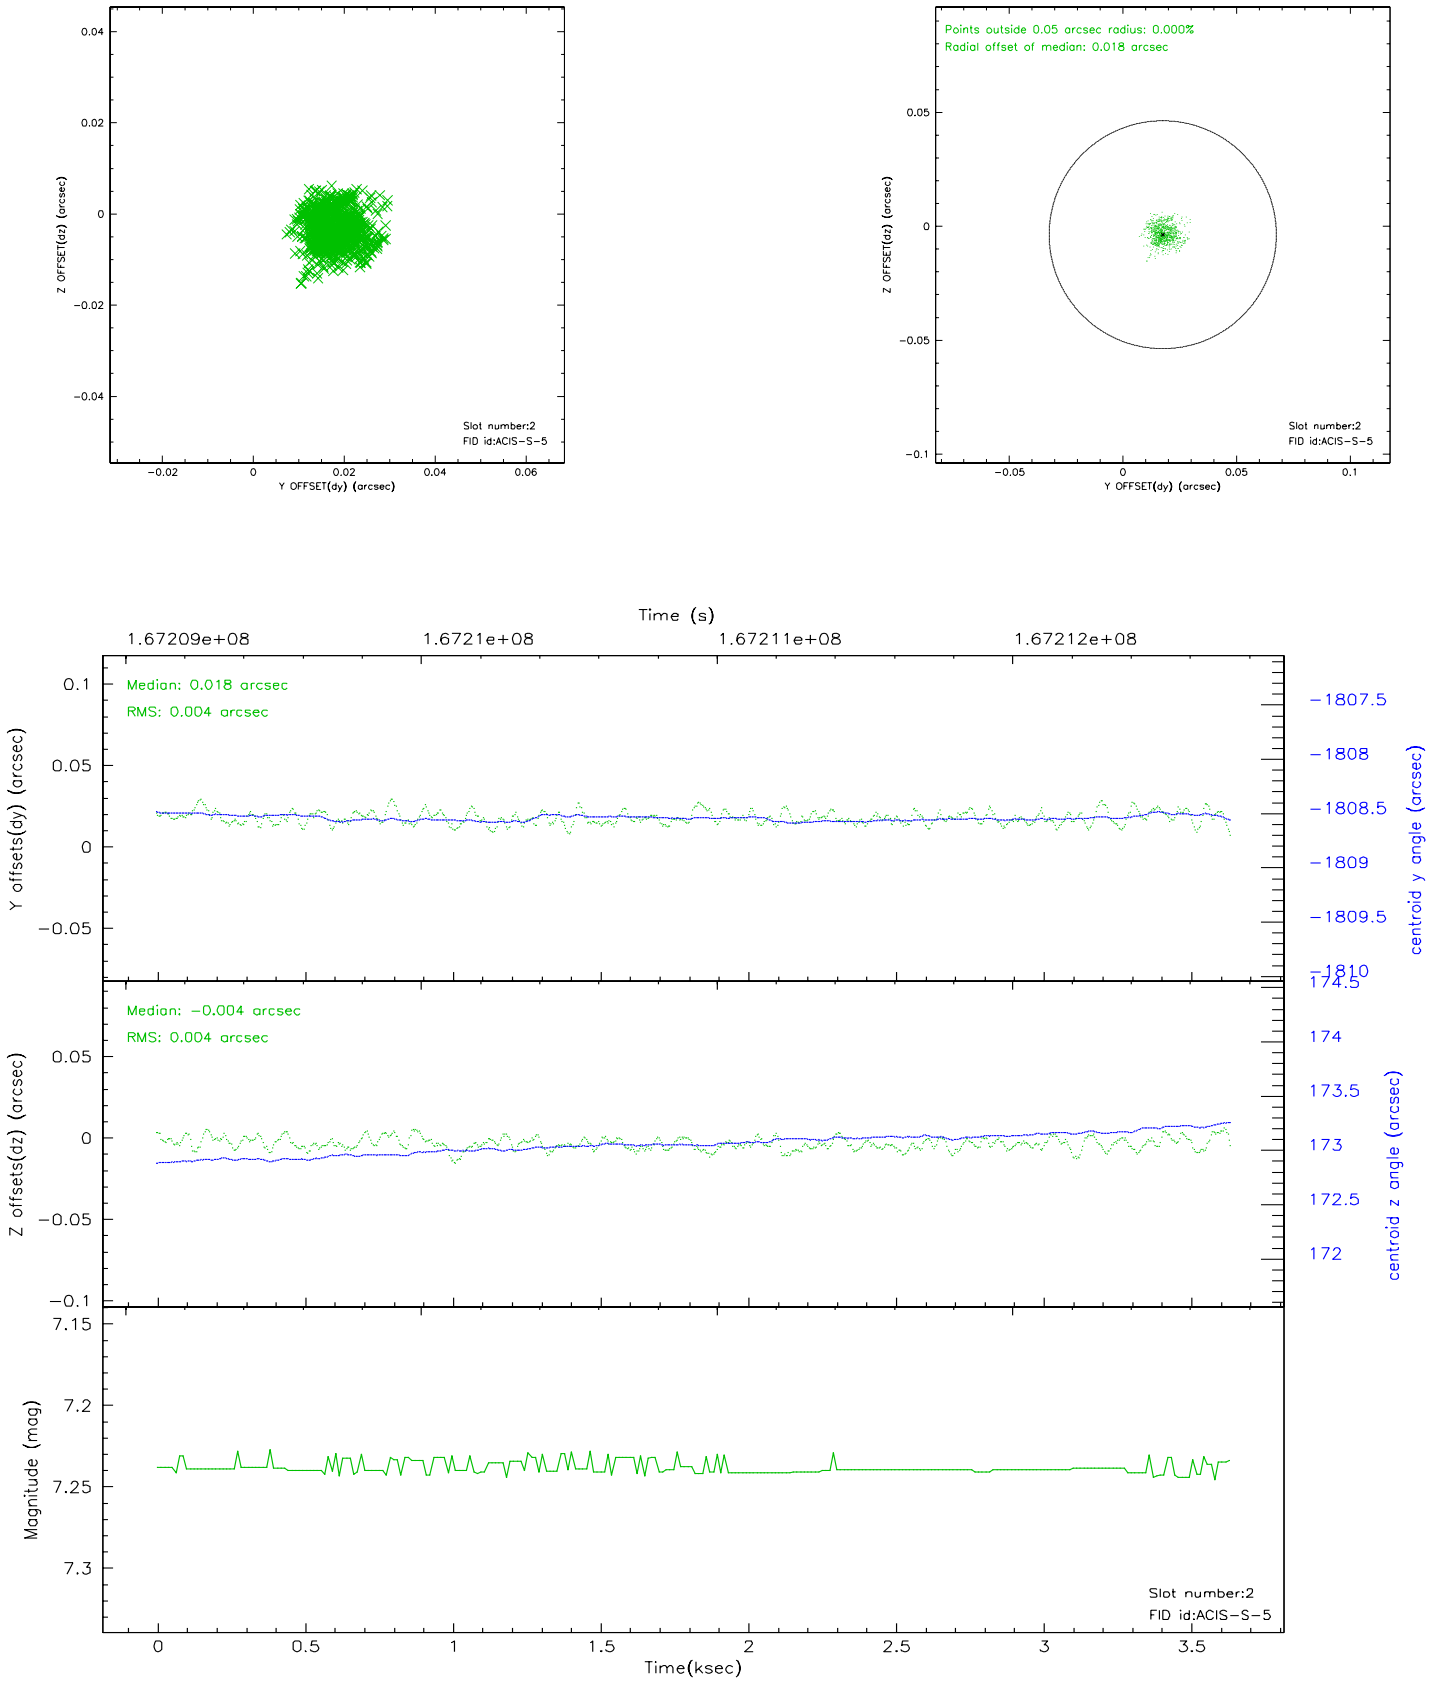 0.04
0.02
0
−0.02
−0.04
Z OFFSET(dz) (arcsec)
Slot number:2
FID id:ACIS−S−5
−0.02 0 0.02 0.04 0.06
Y OFFSET(dy) (arcsec)
Points outside 0.05 arcsec radius: 0.000%
Radial offset of median: 0.018 arcsec
0.05
0
−0.05
−0.1
Z OFFSET(dz) (arcsec)
Slot number:2
FID id:ACIS−S−5
−0.05 0 0.05 0.1
Y OFFSET(dy) (arcsec)
Time (s)
1.67209e+08 1.6721e+08 1.67211e+08 1.67212e+08
Median: 0.018 arcsec
RMS: 0.004 arcsec
0.1
0.05
0
−0.05
Y offsets(dy) (arcsec)
−1807.5
−1808
−1808.5
−1809
−1809.5
−1810
centroid y angle (arcsec)
Median: −0.004 arcsec
RMS: 0.004 arcsec
0.05
0
−0.05
−0.1
Z offsets(dz) (arcsec)
174.5
174
173.5
173
172.5
172
centroid z angle (arcsec)
7.15
7.2
7.25
7.3
Magnitude (mag)
Slot number:2
FID id:ACIS−S−5
0 0.5 1 1.5 2 2.5 3 3.5
Time(ksec)